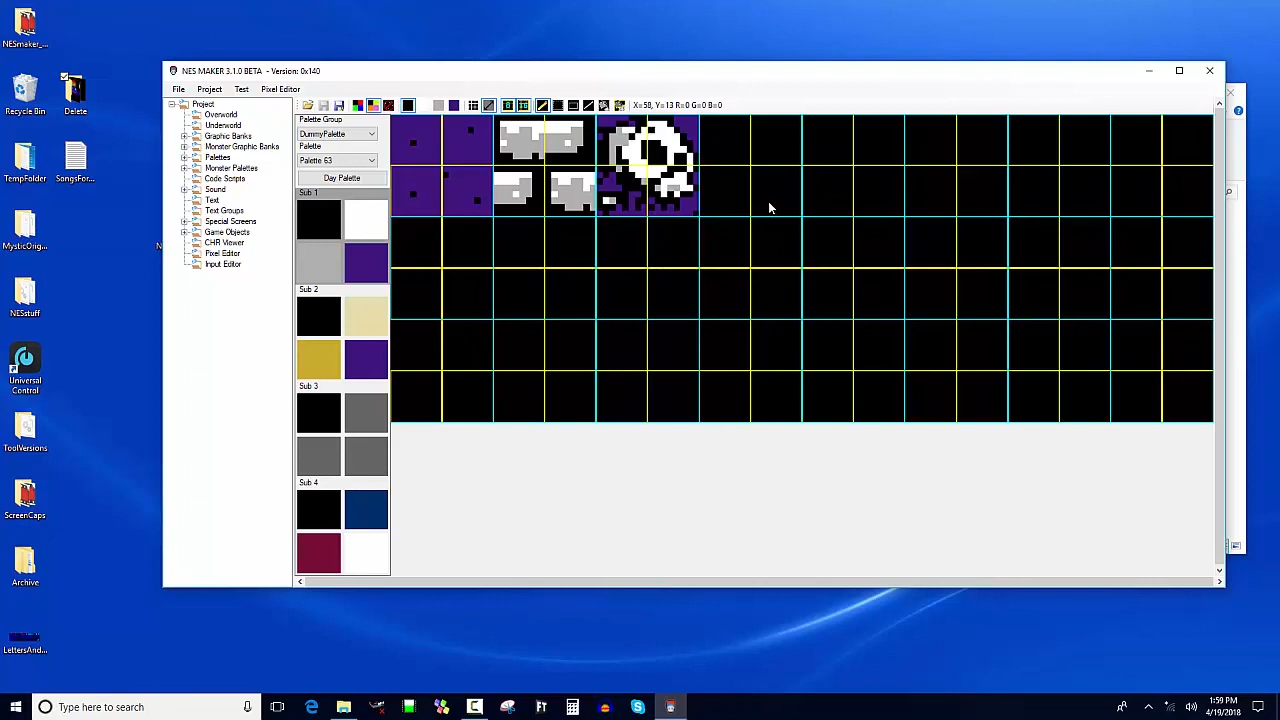 NESmaker_...
Recycle Bin
Delete
TempFolder
SongsFor...
MysticOrig...
NESstuff
Universal
Control
ToolVersions
ScreenCaps
Archive
LettersAnd...
NES MAKER 3.1.0 BETA - Version: 0x140
File Project Test Pixel Editor
X=58, Y=13 R=0 G=0 B=0
Project
Overworld
Underworld
Graphic Banks
Monster Graphic Banks
Palettes
Monster Palettes
Code Scripts
Sound
Text
Text Groups
Special Screens
Game Objects
CHR Viewer
Pixel Editor
Input Editor
Palette Group
DummyPalette
Palette
Palette 63
Day Palette
Sub 1
Sub 2
Sub 3
Sub 4
Type here to search
1:59 PM
4/19/2018